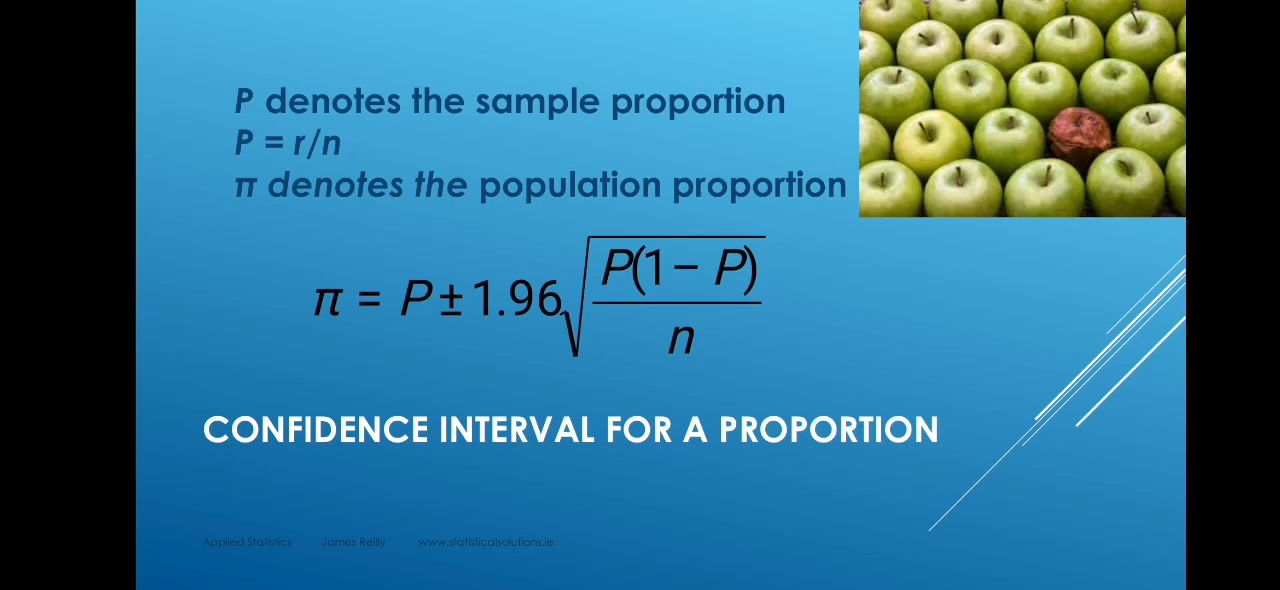 P denotes the sample proportion
P = r/n
π denotes the population proportion
π = P ± 1.96 √(P(1 − P) / n)
CONFIDENCE INTERVAL FOR A PROPORTION
Applied Statistics James Reilly www.statisticalsolutions.ie